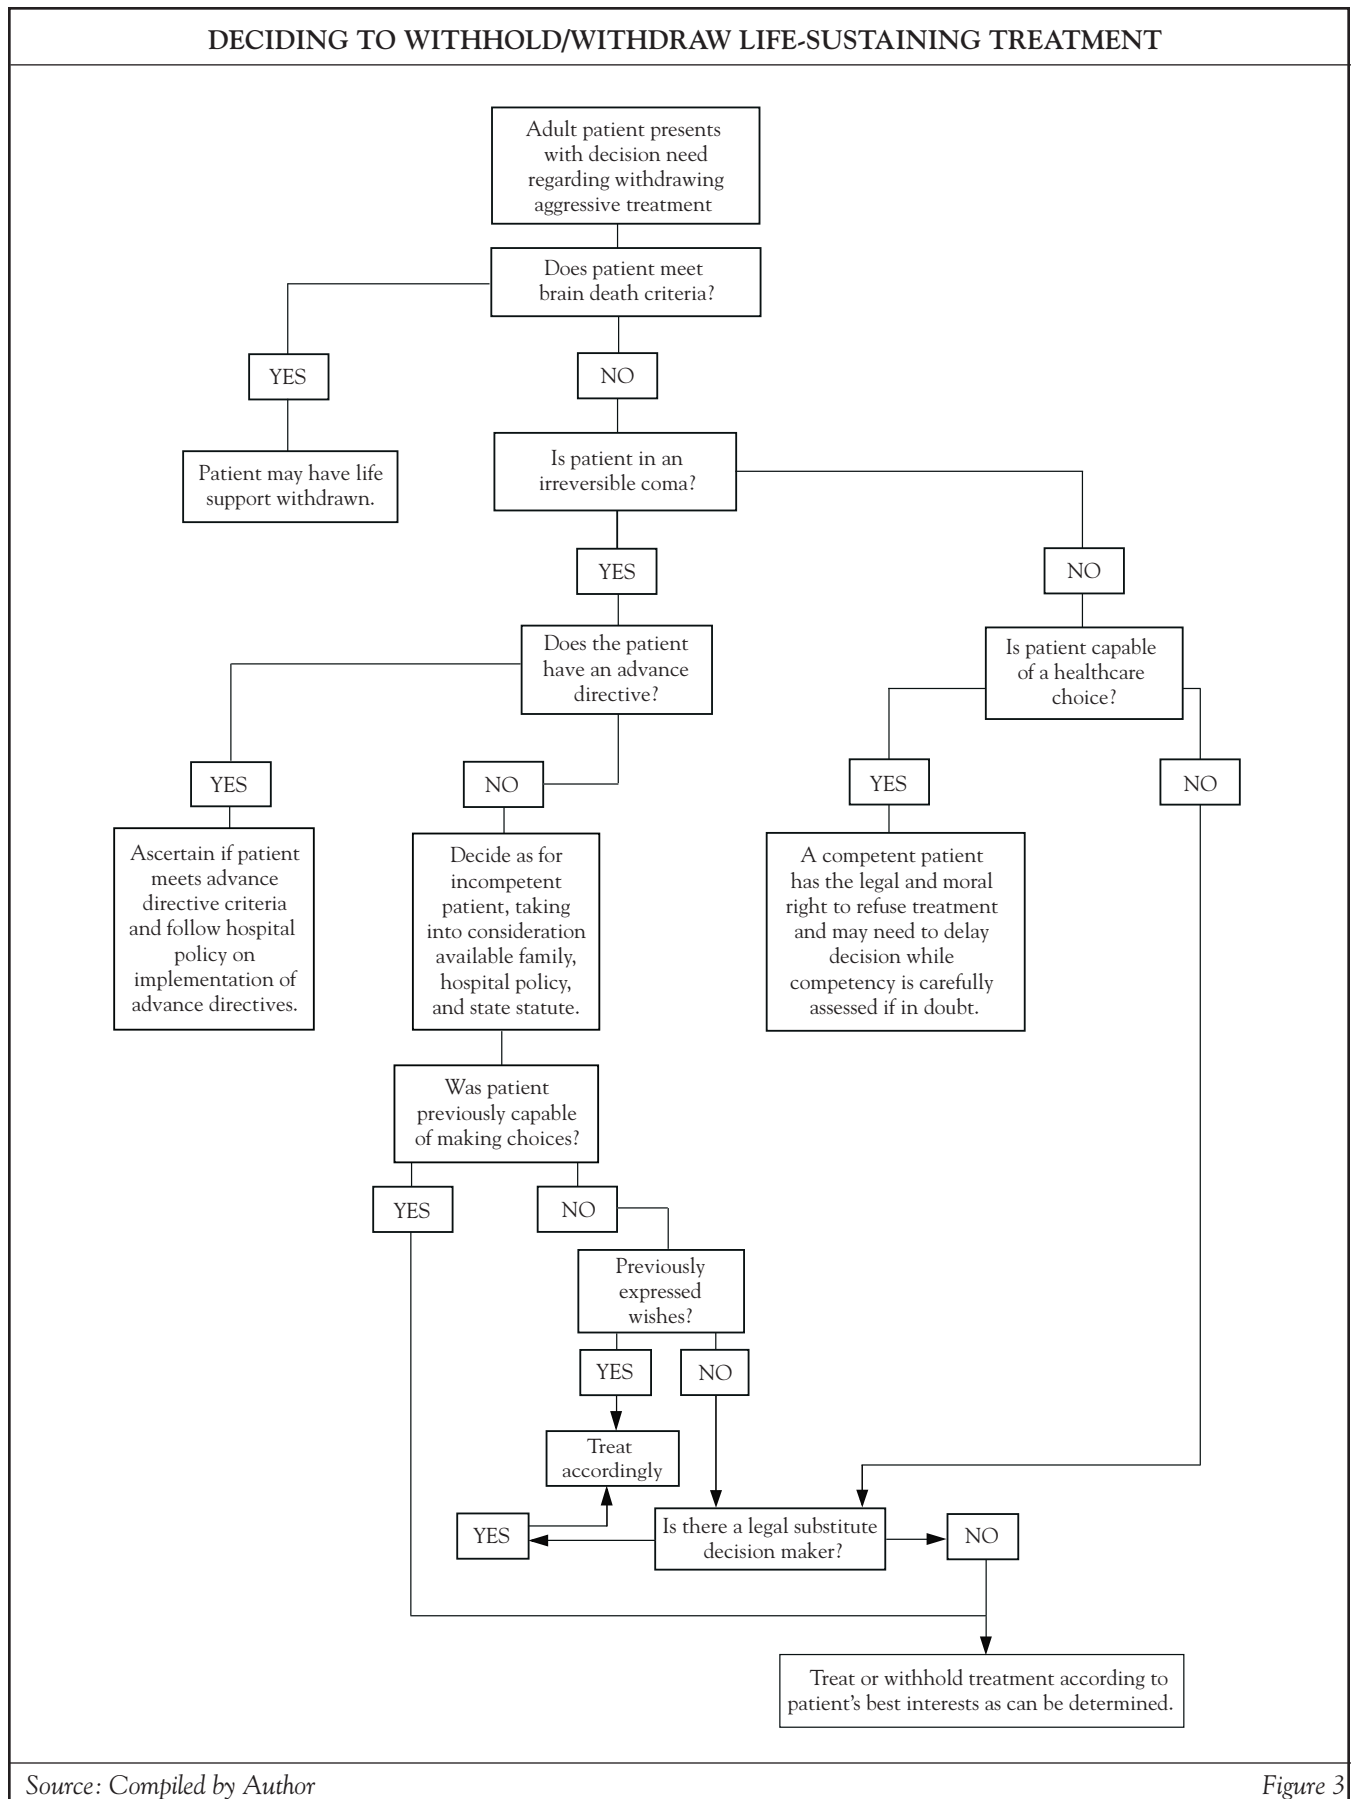 DECIDING TO WITHHOLD/WITHDRAW LIFE-SUSTAINING TREATMENT
Adult patient presents
with decision need
regarding withdrawing
aggressive treatment
Does patient meet
brain death criteria?
YES
NO
Patient may have life
support withdrawn.
Is patient in an
irreversible coma?
YES
NO
Does the patient
have an advance
directive?
Is patient capable
of a healthcare
choice?
YES
NO
YES
NO
Ascertain if patient
meets advance
directive criteria
and follow hospital
policy on
implementation of
advance directives.
Decide as for
incompetent
patient, taking
into consideration
available family,
hospital policy,
and state statute.
A competent patient
has the legal and moral
right to refuse treatment
and may need to delay
decision while
competency is carefully
assessed if in doubt.
Was patient
previously capable
of making choices?
YES
NO
Previously
expressed
wishes?
YES
NO
Treat
accordingly
YES
Is there a legal substitute
decision maker?
NO
Treat or withhold treatment according to
patient's best interests as can be determined.
Source: Compiled by Author
Figure 3